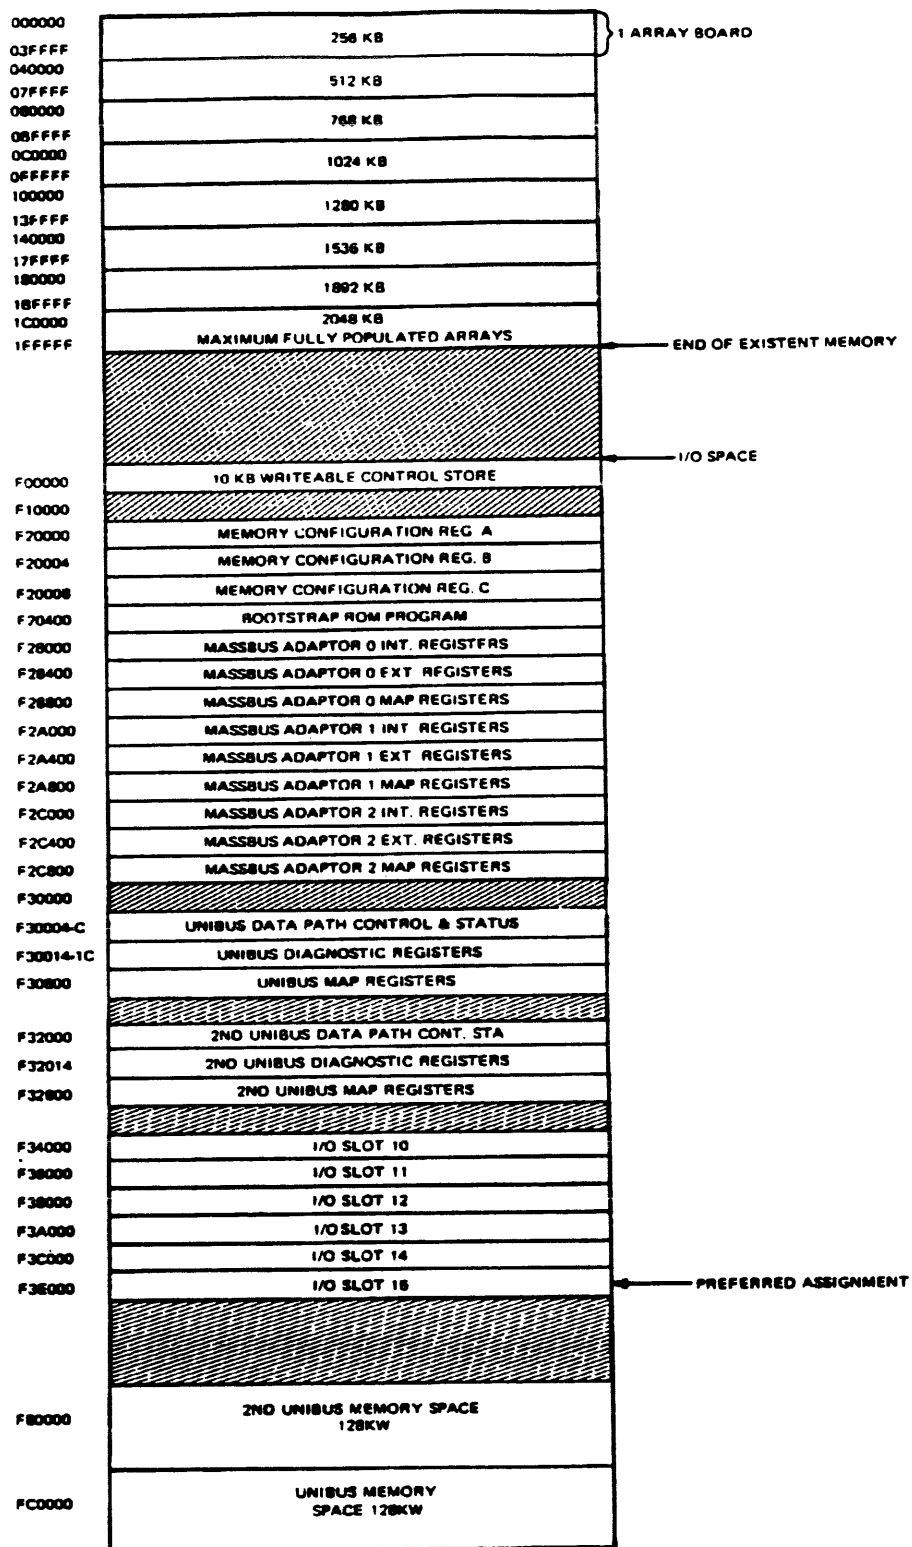 000000
256 KB
1 ARRAY BOARD
03FFFF
040000
512 KB
07FFFF
080000
768 KB
0BFFFF
0C0000
1024 KB
0FFFFF
100000
1280 KB
13FFFF
140000
1536 KB
17FFFF
180000
1892 KB
1BFFFF
1C0000
2048 KB
1FFFFF
MAXIMUM FULLY POPULATED ARRAYS
END OF EXISTENT MEMORY
I/O SPACE
F00000
10 KB WRITEABLE CONTROL STORE
F10000
F20000
MEMORY CONFIGURATION REG. A
F20004
MEMORY CONFIGURATION REG. B
F20008
MEMORY CONFIGURATION REG. C
F20400
BOOTSTRAP ROM PROGRAM
F28000
MASSBUS ADAPTOR 0 INT. REGISTERS
F28400
MASSBUS ADAPTOR 0 EXT REGISTERS
F28800
MASSBUS ADAPTOR 0 MAP REGISTERS
F2A000
MASSBUS ADAPTOR 1 INT REGISTERS
F2A400
MASSBUS ADAPTOR 1 EXT REGISTERS
F2A800
MASSBUS ADAPTOR 1 MAP REGISTERS
F2C000
MASSBUS ADAPTOR 2 INT. REGISTERS
F2C400
MASSBUS ADAPTOR 2 EXT. REGISTERS
F2C800
MASSBUS ADAPTOR 2 MAP REGISTERS
F30000
F30004-C
UNIBUS DATA PATH CONTROL & STATUS
F30014-1C
UNIBUS DIAGNOSTIC REGISTERS
F30800
UNIBUS MAP REGISTERS
F32000
2ND UNIBUS DATA PATH CONT. STA
F32014
2ND UNIBUS DIAGNOSTIC REGISTERS
F32800
2ND UNIBUS MAP REGISTERS
F34000
I/O SLOT 10
F36000
I/O SLOT 11
F38000
I/O SLOT 12
F3A000
I/O SLOT 13
F3C000
I/O SLOT 14
F3E000
I/O SLOT 15
PREFERRED ASSIGNMENT
F80000
2ND UNIBUS MEMORY SPACE
128KW
FC0000
UNIBUS MEMORY
SPACE 128KW